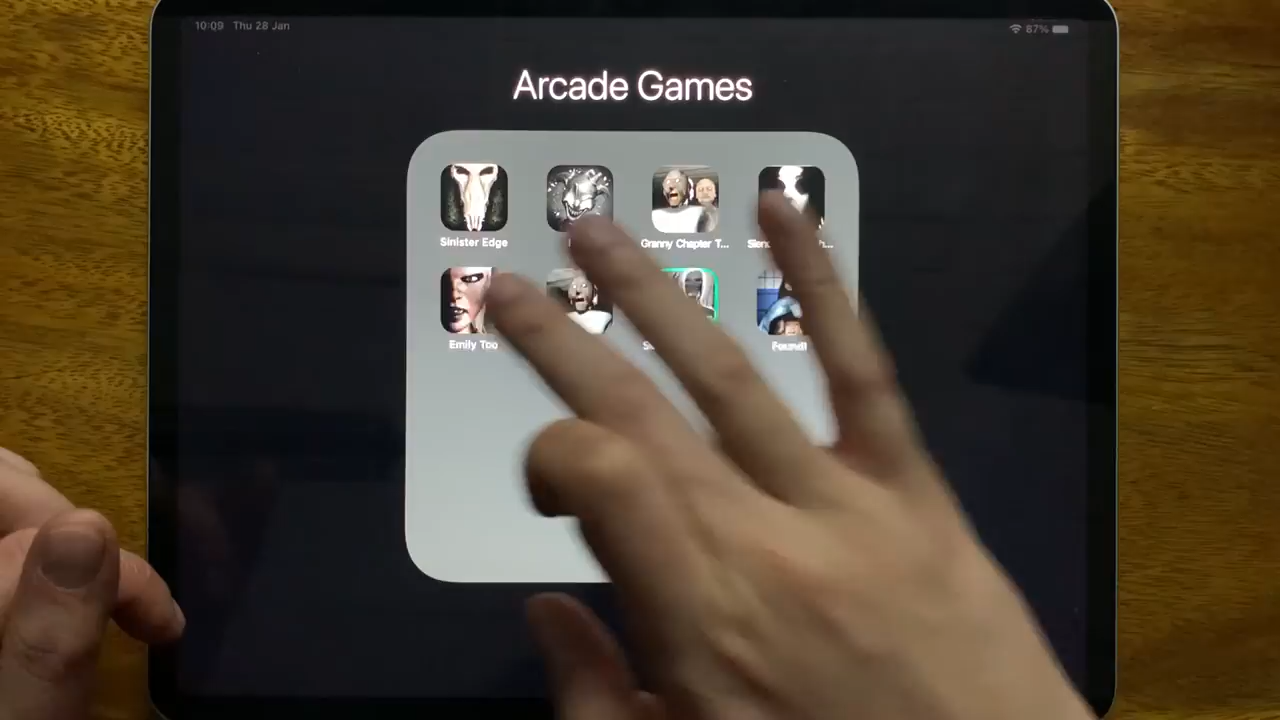 10:09 Thu 28 Jan
87%
Arcade Games
Sinister Edge
Granny Chapter T...
Emily Too
Found!